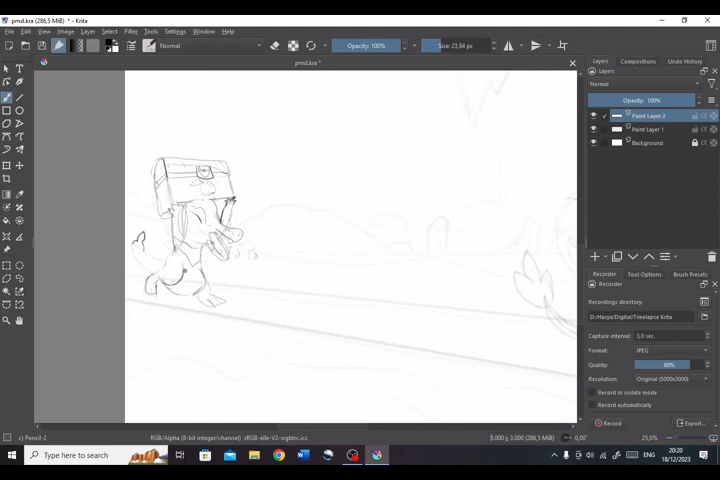 pmd.kra (286,5 MiB) * - Krita
File Edit View Image Layer Select Filter Tools Settings Window Help
Normal Opacity: 100% Size: 23,84 px
pmd.kra *
Layers Compositions Undo History
Layers
Normal
Opacity: 100%
Paint Layer 2
Paint Layer 1
Background
Recorder Tool Options Brush Presets
Recorder
Recordings directory:
D:/Hasya/Digital/Timelapse Krita
Capture interval: 3,0 sec.
Format: JPEG
Quality: 80%
Resolution: Original (5000x3000)
Record in isolate mode
Record automatically
Record Export...
c) Pencil-2 RGB/Alpha (8-bit integer/channel) sRGB-elle-V2-srgbtrc.icc 5.000 x 3.000 (286,5 MiB) 0,00° 25,0%
Type here to search ENG 20:20
18/12/2023